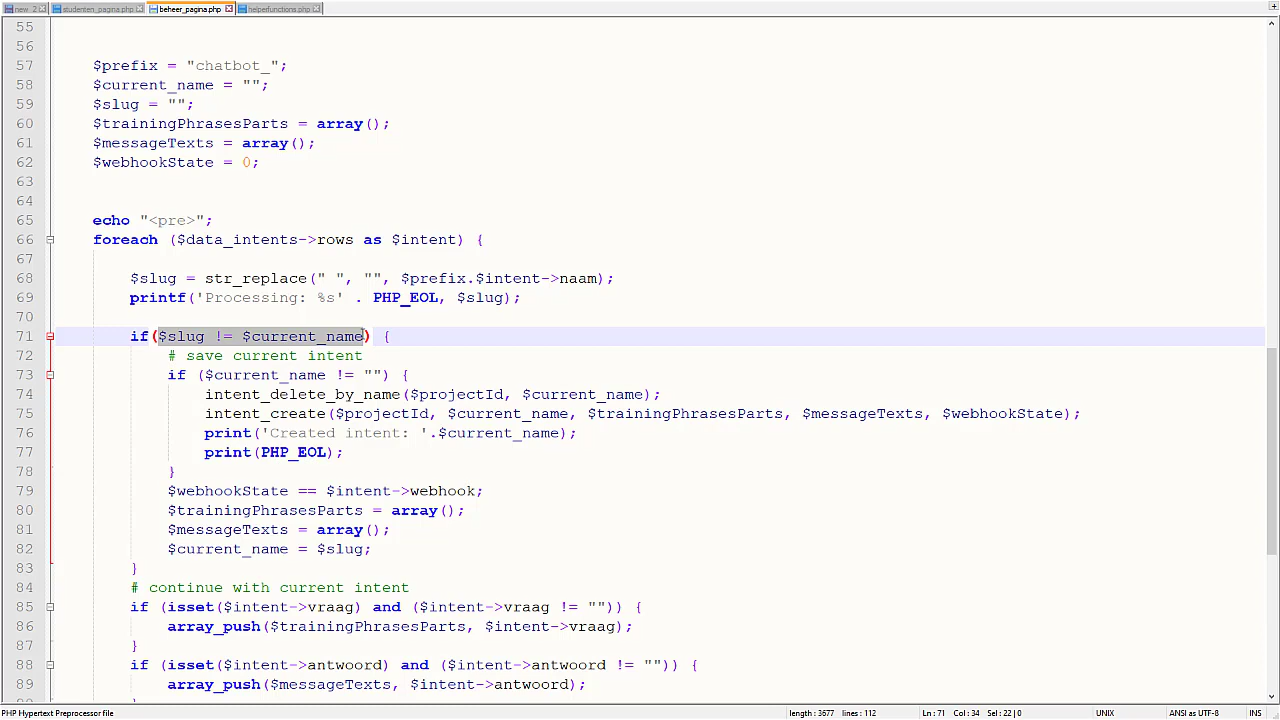 new 2 studenten_pagina.php beheer_pagina.php helperfunctions.php
55
56
57 $prefix = "chatbot_";
58 $current_name = "";
59 $slug = "";
60 $trainingPhrasesParts = array();
61 $messageTexts = array();
62 $webhookState = 0;
63
64
65 echo "<pre>";
66 foreach ($data_intents->rows as $intent) {
67
68 $slug = str_replace(" ", "", $prefix.$intent->naam);
69 printf('Processing: %s' . PHP_EOL, $slug);
70
71 if($slug != $current_name) {
72 # save current intent
73 if ($current_name != "") {
74 intent_delete_by_name($projectId, $current_name);
75 intent_create($projectId, $current_name, $trainingPhrasesParts, $messageTexts, $webhookState);
76 print('Created intent: '.$current_name);
77 print(PHP_EOL);
78 }
79 $webhookState == $intent->webhook;
80 $trainingPhrasesParts = array();
81 $messageTexts = array();
82 $current_name = $slug;
83 }
84 # continue with current intent
85 if (isset($intent->vraag) and ($intent->vraag != "")) {
86 array_push($trainingPhrasesParts, $intent->vraag);
87 }
88 if (isset($intent->antwoord) and ($intent->antwoord != "")) {
89 array_push($messageTexts, $intent->antwoord);
PHP Hypertext Preprocessor file length : 3677 lines : 112 Ln : 71 Col : 34 Sel : 22 | 0 UNIX ANSI as UTF-8 INS